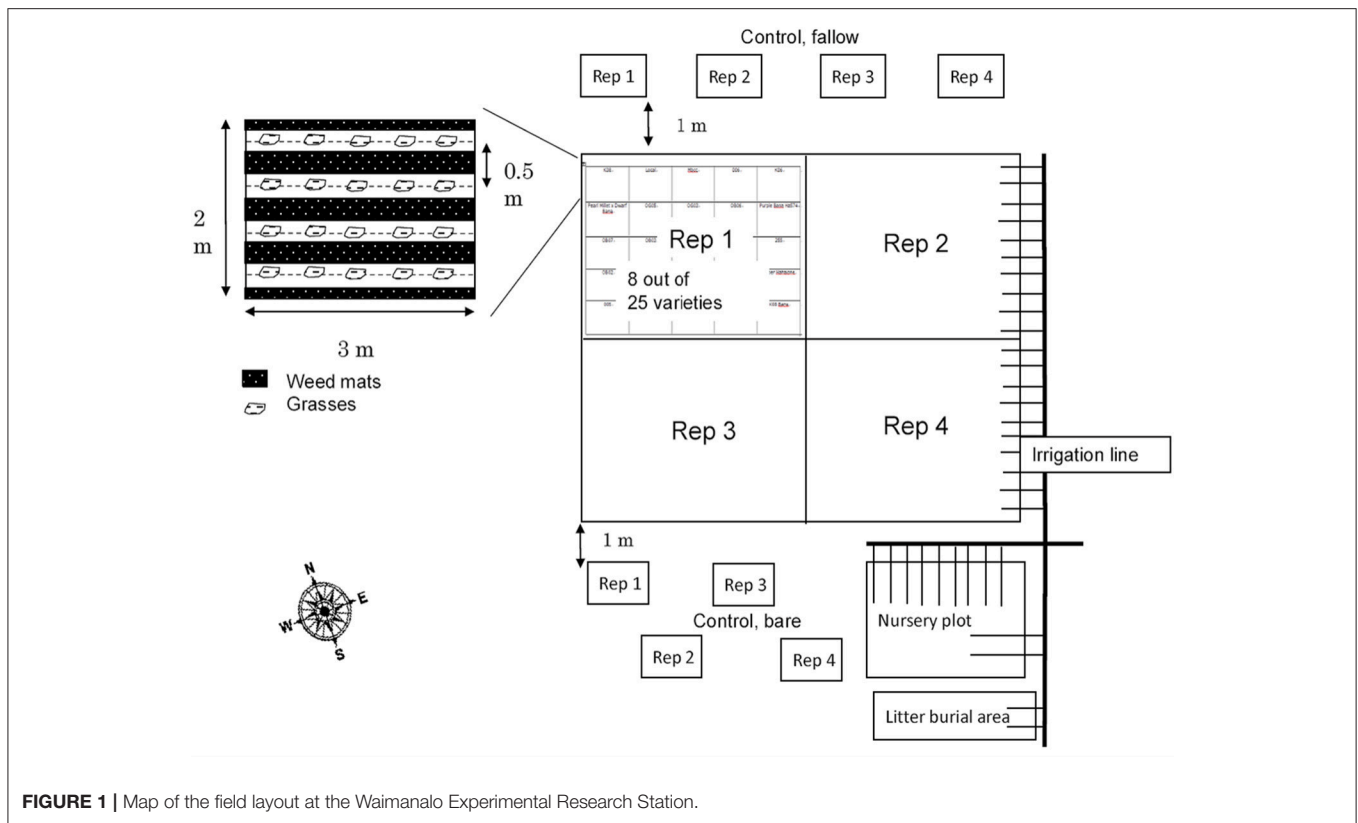 Control, fallow
Rep 1
Rep 2
Rep 3
Rep 4
1 m
0.5
m
2
m
3 m
Weed mats
Grasses
Local
Rep 1
Rep 2
8 out of
25 varieties
Rep 3
Rep 4
Irrigation line
1 m
Rep 1
Rep 3
Control, bare
Rep 2
Rep 4
Nursery plot
Litter burial area
N
E
W
S
FIGURE 1 | Map of the field layout at the Waimanalo Experimental Research Station.